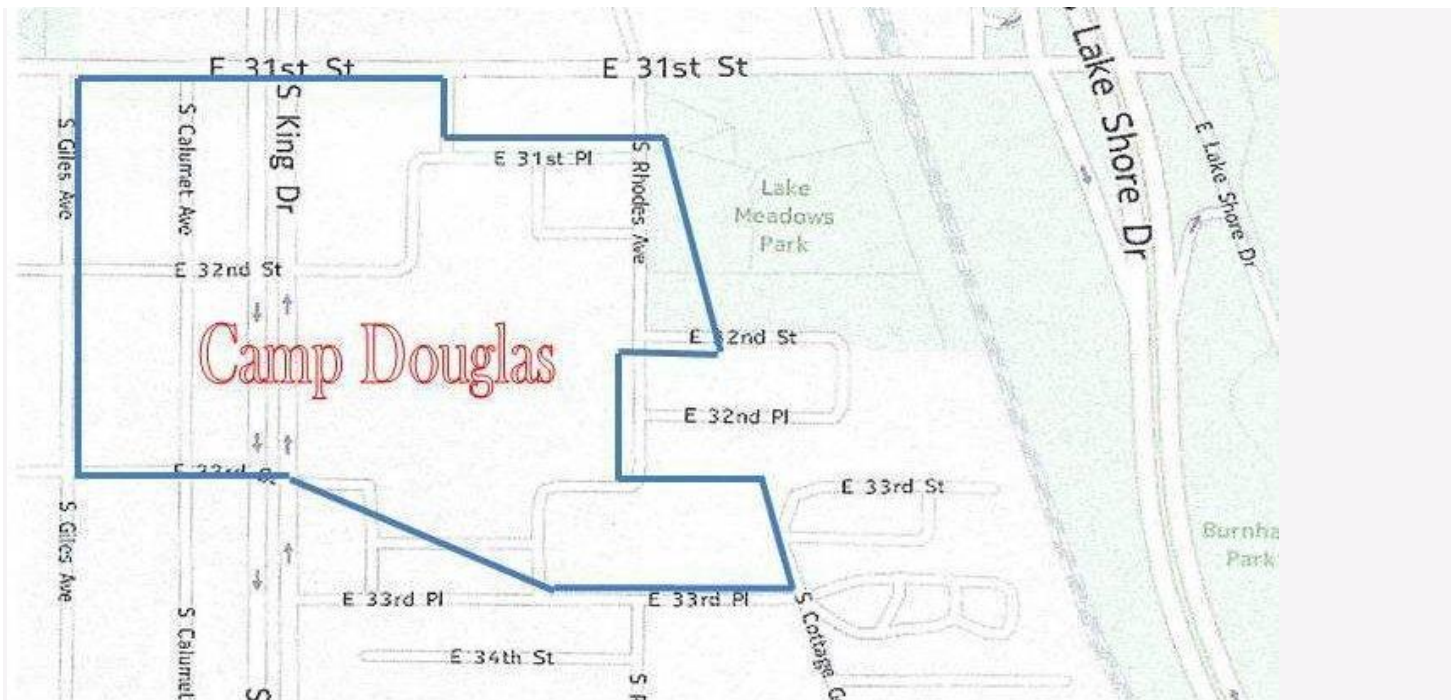 E 31st St
E 31st St
S Lake Shore Dr
S King Dr
S Calumet Ave
S Giles Ave
E 31st Pl
S Rhodes Ave
Lake
Meadows
Park
E Lake Shore Dr
E 32nd St
E 32nd St
Camp Douglas
E 32nd Pl
E 33rd St
E 33rd St
S Giles Ave
Burnha
Park
E 33rd Pl
E 33rd Pl
S Calumet
S Cottage G
E 34th St
S
S